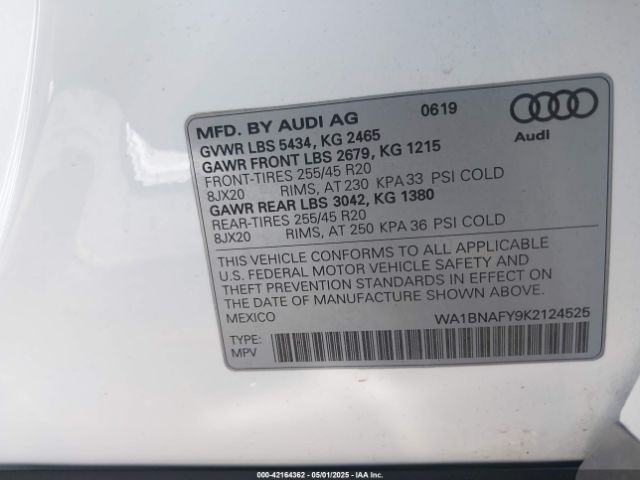 MFD. BY AUDI AG 0619
GVWR LBS 5434, KG 2465
GAWR FRONT LBS 2679, KG 1215
FRONT-TIRES 255/45 R20
8JX20 RIMS, AT 230 KPA 33 PSI COLD
GAWR REAR LBS 3042, KG 1380
REAR-TIRES 255/45 R20
8JX20 RIMS, AT 250 KPA 36 PSI COLD
Audi
THIS VEHICLE CONFORMS TO ALL APPLICABLE
U.S. FEDERAL MOTOR VEHICLE SAFETY AND
THEFT PREVENTION STANDARDS IN EFFECT ON
THE DATE OF MANUFACTURE SHOWN ABOVE.
MEXICO WA1BNAFY9K2124525
TYPE:
MPV
000-42164362 - 05/01/2025 - IAA Inc.